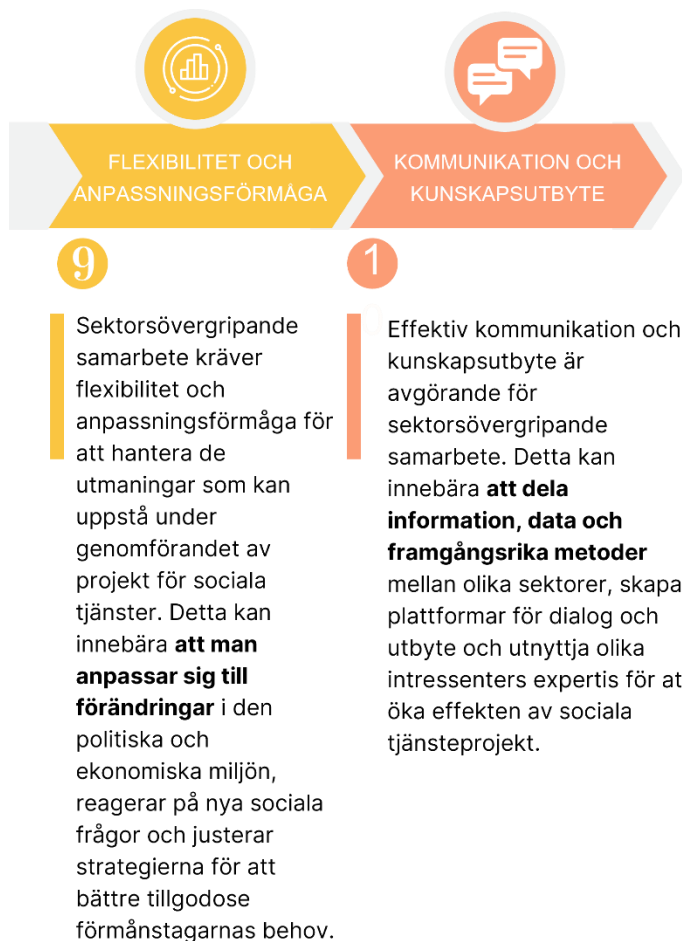 FLEXIBILITET OCH
ANPASSNINGSFÖRMÅGA
9
Sektorsövergripande
samarbete kräver
flexibilitet och
anpassningsförmåga för
att hantera de
utmaningar som kan
uppstå under
genomförandet av
projekt för sociala
tjänster. Detta kan
innebära att man
anpassar sig till
förändringar i den
politiska och
ekonomiska miljön,
reagerar på nya sociala
frågor och justerar
strategierna för att
bättre tillgodose
förmånstagarnas behov.
KOMMUNIKATION OCH
KUNSKAPSUTBYTE
1
Effektiv kommunikation och
kunskapsutbyte är
avgörande för
sektorsövergripande
samarbete. Detta kan
innebära att dela
information, data och
framgångsrika metoder
mellan olika sektorer, skapa
plattformar för dialog och
utbyte och utnyttja olika
intressenters expertis för at
öka effekten av sociala
tjänsteprojekt.